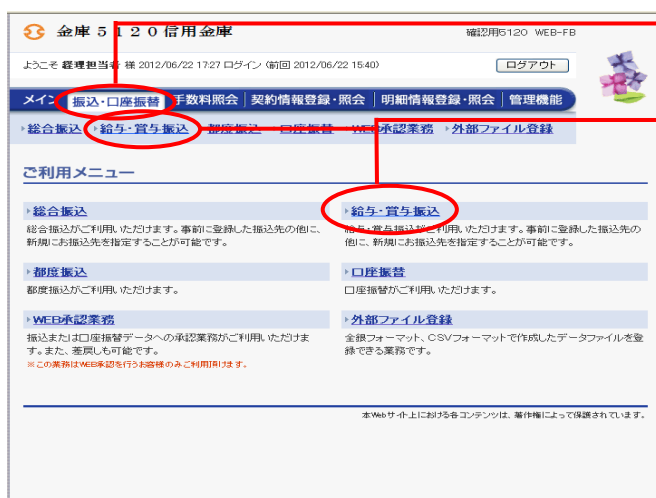 金庫5120信用金庫
確認用5120 WEB-FB
ようこそ 経理担当者 様 2012/06/22 17:27 ログイン (前回 2012/06/22 15:40)
ログアウト
メイン 振込・口座振替 手数料照会 契約情報登録・照会 明細情報登録・照会 管理機能
総合振込 給与・賞与振込 都度振込 口座振替 WEB承認業務 外部ファイル登録
ご利用メニュー
総合振込
総合振込がご利用いただけます。事前に登録した振込先の他に、
新規にお振込先を指定することが可能です。
給与・賞与振込
給与・賞与振込がご利用いただけます。事前に登録した振込先の
他に、新規にお振込先を指定することが可能です。
都度振込
都度振込がご利用いただけます。
口座振替
口座振替がご利用いただけます。
WEB承認業務
振込または口座振替データへの承認業務がご利用いただけま
す。また、差戻しも可能です。
※この業務はWEB承認を行うお客様のみご利用頂けます。
外部ファイル登録
全銀フォーマット、CSVフォーマットで作成したデータファイルを登
録できる業務です。
本Webサイト上における各コンテンツは、著作権によって保護されています。